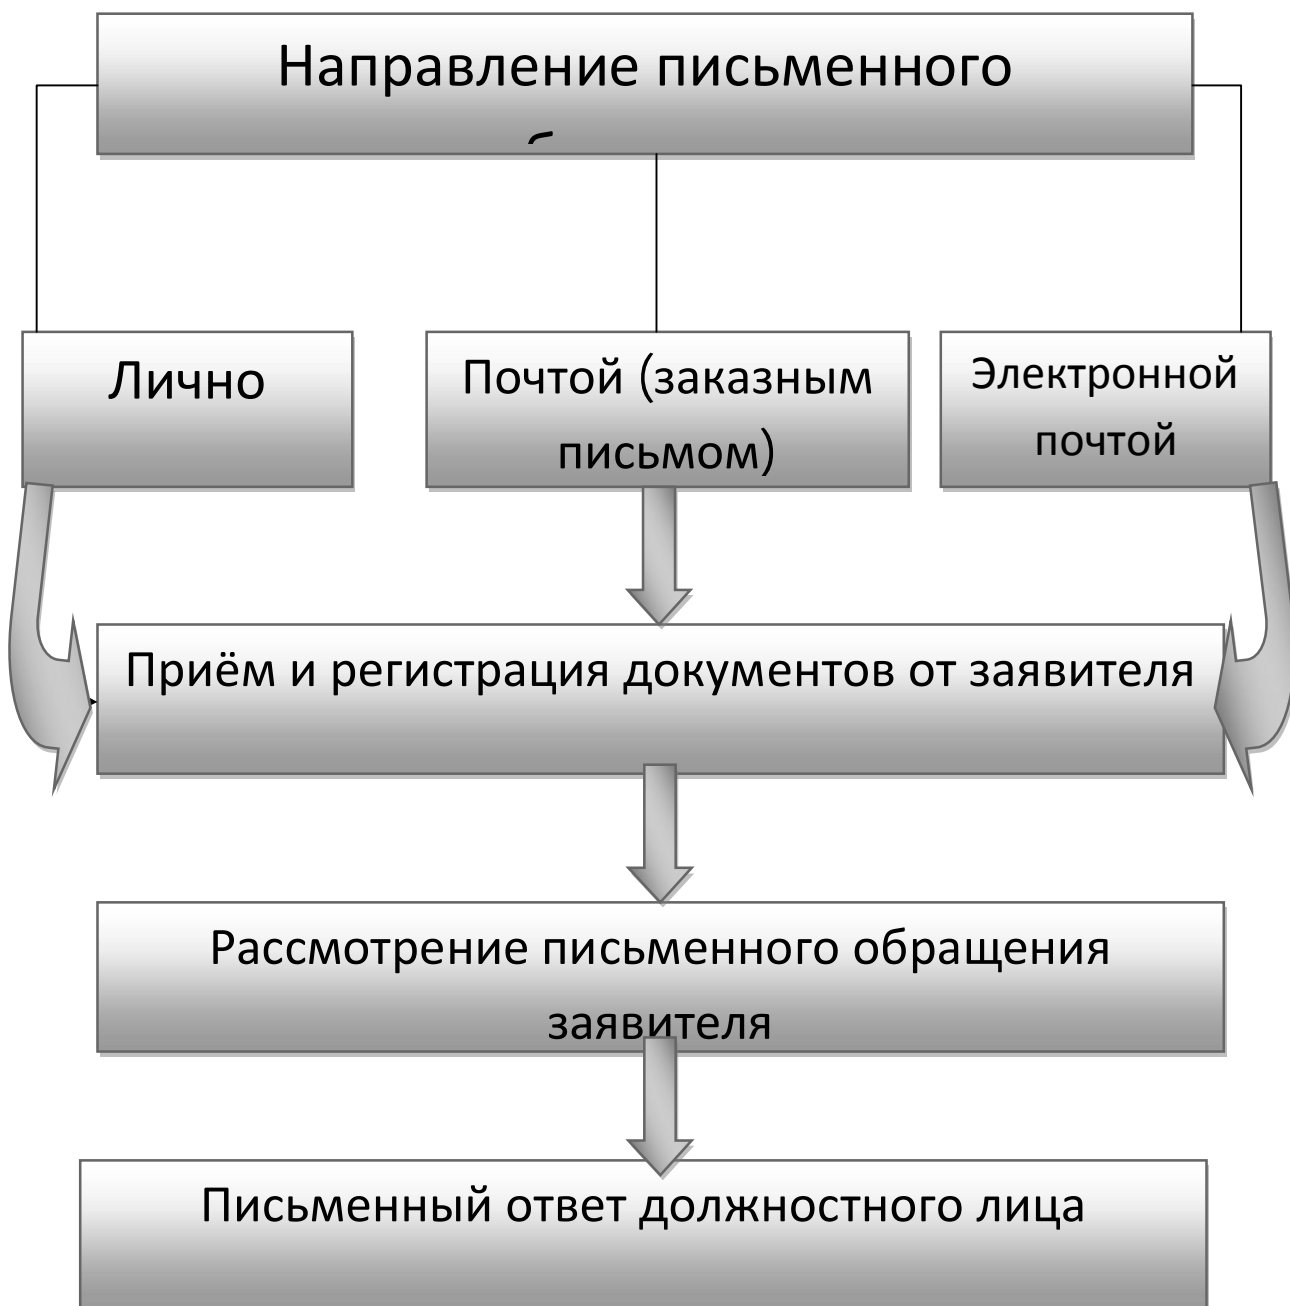 Направление письменного
Лично
Почтой (заказным
письмом)
Электронной
почтой
Приём и регистрация документов от заявителя
Рассмотрение письменного обращения
заявителя
Письменный ответ должностного лица